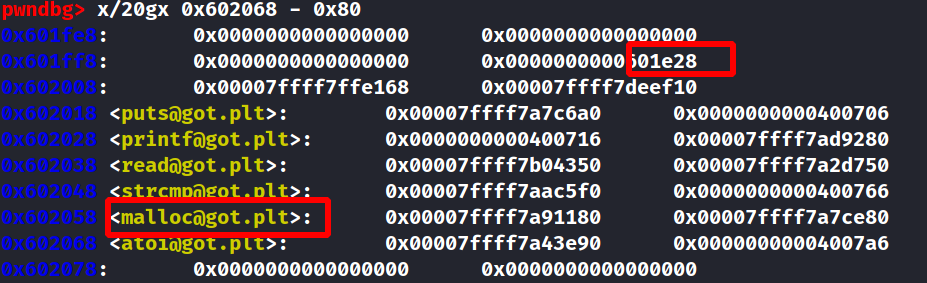 pwndbg> x/20gx 0x602068 - 0x80
0x601fe8: 0x0000000000000000 0x0000000000000000
0x601ff8: 0x0000000000000000 0x0000000000601e28
0x602008: 0x00007ffff7ffe168 0x00007ffff7deef10
0x602018 <puts@got.plt>: 0x00007ffff7a7c6a0 0x0000000000400706
0x602028 <printf@got.plt>: 0x0000000000400716 0x00007ffff7ad9280
0x602038 <read@got.plt>: 0x00007ffff7b04350 0x00007ffff7a2d750
0x602048 <strcmp@got.plt>: 0x00007ffff7aac5f0 0x0000000000400766
0x602058 <malloc@got.plt>: 0x00007ffff7a91180 0x00007ffff7a7ce80
0x602068 <atoi@got.plt>: 0x00007ffff7a43e90 0x00000000004007a6
0x602078: 0x0000000000000000 0x0000000000000000